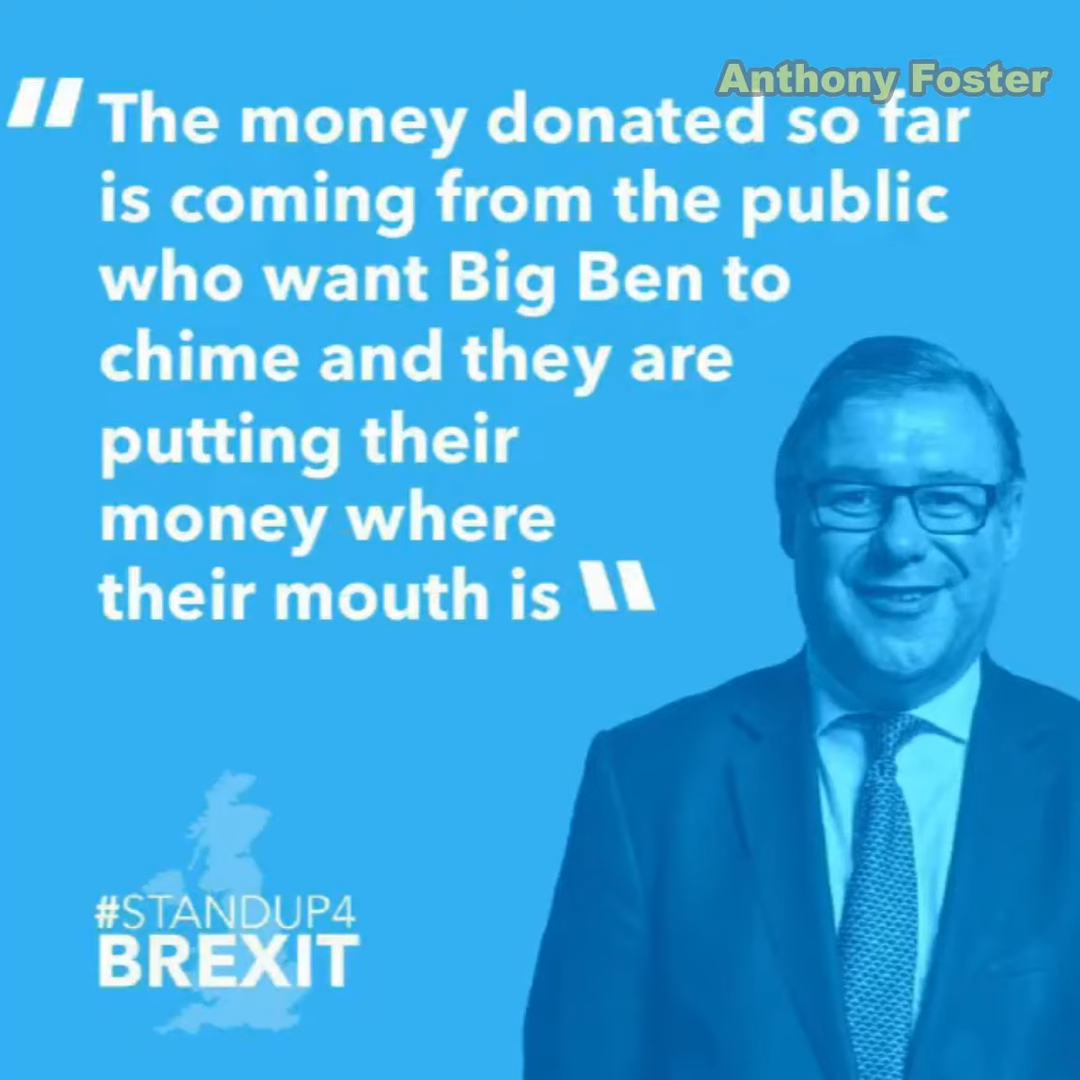 Anthony Foster
" The money donated so far
is coming from the public
who want Big Ben to
chime and they are
putting their
money where
their mouth is "
#STANDUP4
BREXIT